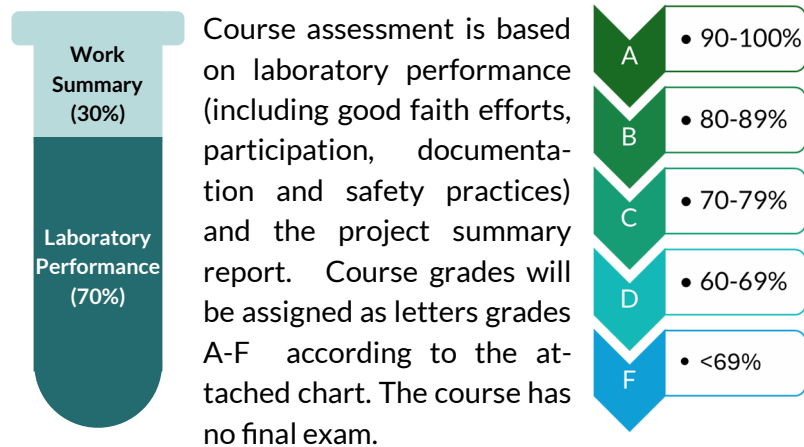 Work
Summary
(30%)
Laboratory
Performance
(70%)
Course assessment is based
on laboratory performance
(including good faith efforts,
participation, documenta-
tion and safety practices)
and the project summary
report. Course grades will
be assigned as letters grades
A-F according to the at-
tached chart. The course has
no final exam.
A
• 90-100%
B
• 80-89%
C
• 70-79%
D
• 60-69%
F
• <69%